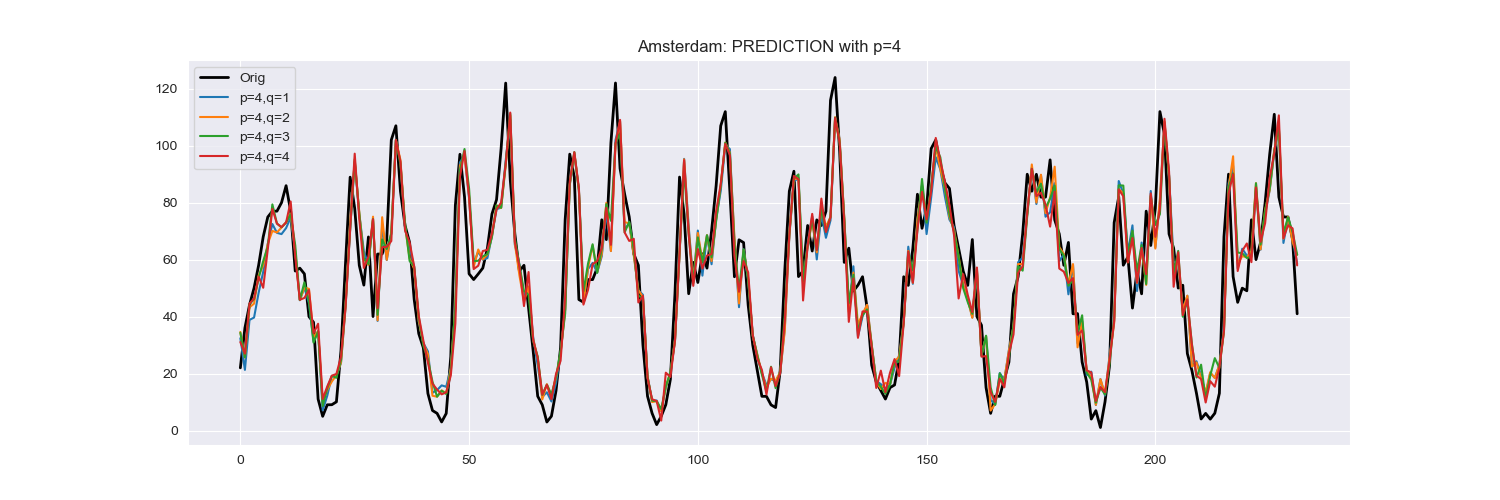 Amsterdam: PREDICTION with p=4
Orig
p=4,q=1
p=4,q=2
p=4,q=3
p=4,q=4
120
100
80
60
40
20
0
0 50 100 150 200